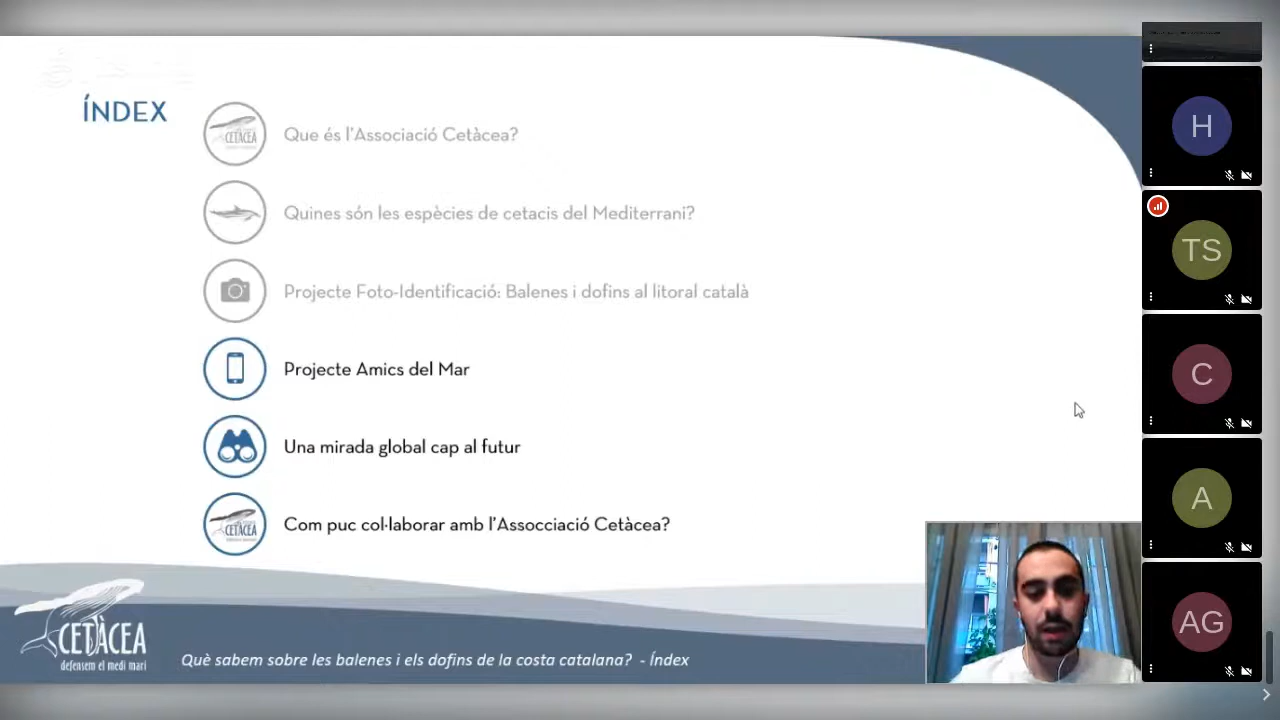 ÍNDEX
CETÀCEA
Que és l'Associació Cetàcea?
Quines són les espècies de cetacis del Mediterrani?
Projecte Foto-Identificació: Balenes i dofins al litoral català
Projecte Amics del Mar
Una mirada global cap al futur
CETÀCEA
Com puc col·laborar amb l'Assocciació Cetàcea?
CETÀCEA
defensem el medi marí
Què sabem sobre les balenes i els dofins de la costa catalana? - Índex
H
TS
C
A
AG